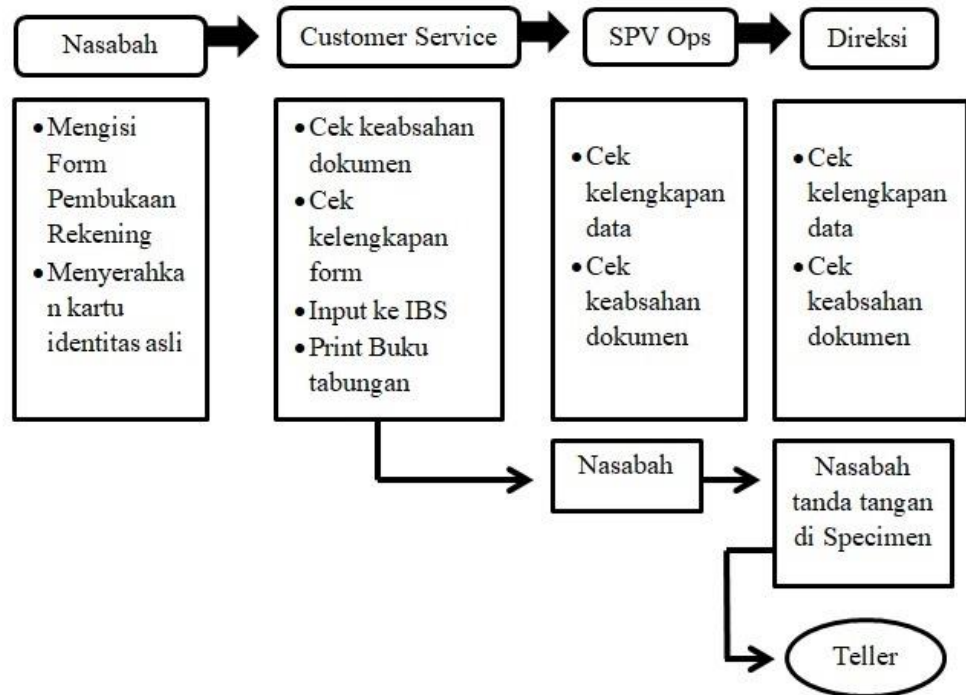 Nasabah
Customer Service
SPV Ops
Direksi
•Mengisi
Form
Pembukaan
Rekening
•Menyerahka
n kartu
identitas asli
•Cek keabsahan
dokumen
•Cek
kelengkapan
form
•Input ke IBS
•Print Buku
tabungan
•Cek
kelengkapan
data
•Cek
keabsahan
dokumen
•Cek
kelengkapan
data
•Cek
keabsahan
dokumen
Nasabah
Nasabah
tanda tangan
di Specimen
Teller